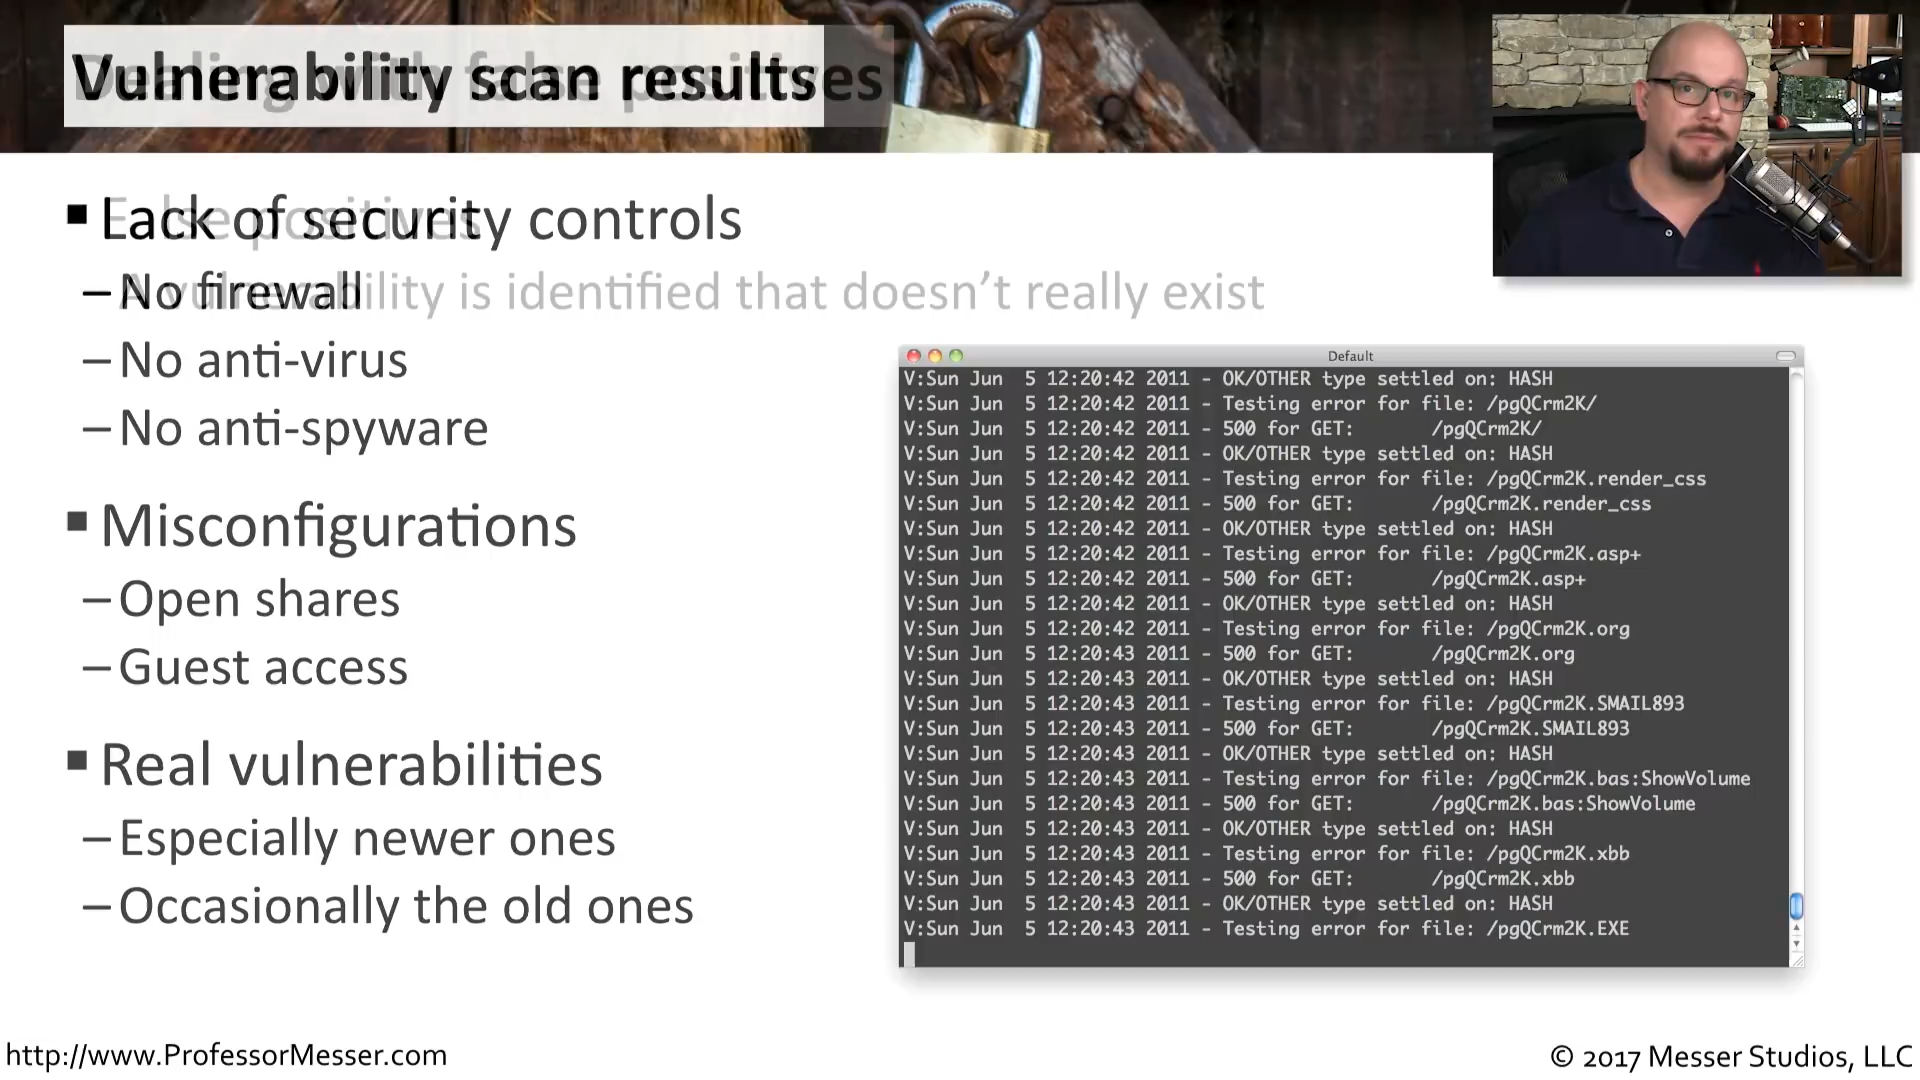 Vulnerability scan results
Dealing with false positives
Lack of security controls
False positives
– No firewall
– A vulnerability is identified that doesn’t really exist
– No anti-virus
– No anti-spyware
Misconfigurations
– Open shares
– Guest access
Real vulnerabilities
– Especially newer ones
– Occasionally the old ones
Default
V:Sun Jun  5 12:20:42 2011 - OK/OTHER type settled on: HASH
V:Sun Jun  5 12:20:42 2011 - Testing error for file: /pgQCrm2K/
V:Sun Jun  5 12:20:42 2011 - 500 for GET:       /pgQCrm2K/
V:Sun Jun  5 12:20:42 2011 - OK/OTHER type settled on: HASH
V:Sun Jun  5 12:20:42 2011 - Testing error for file: /pgQCrm2K.render_css
V:Sun Jun  5 12:20:42 2011 - 500 for GET:       /pgQCrm2K.render_css
V:Sun Jun  5 12:20:42 2011 - OK/OTHER type settled on: HASH
V:Sun Jun  5 12:20:42 2011 - Testing error for file: /pgQCrm2K.asp+
V:Sun Jun  5 12:20:42 2011 - 500 for GET:       /pgQCrm2K.asp+
V:Sun Jun  5 12:20:42 2011 - OK/OTHER type settled on: HASH
V:Sun Jun  5 12:20:42 2011 - Testing error for file: /pgQCrm2K.org
V:Sun Jun  5 12:20:43 2011 - 500 for GET:       /pgQCrm2K.org
V:Sun Jun  5 12:20:43 2011 - OK/OTHER type settled on: HASH
V:Sun Jun  5 12:20:43 2011 - Testing error for file: /pgQCrm2K.SMAIL893
V:Sun Jun  5 12:20:43 2011 - 500 for GET:       /pgQCrm2K.SMAIL893
V:Sun Jun  5 12:20:43 2011 - OK/OTHER type settled on: HASH
V:Sun Jun  5 12:20:43 2011 - Testing error for file: /pgQCrm2K.bas:ShowVolume
V:Sun Jun  5 12:20:43 2011 - 500 for GET:       /pgQCrm2K.bas:ShowVolume
V:Sun Jun  5 12:20:43 2011 - OK/OTHER type settled on: HASH
V:Sun Jun  5 12:20:43 2011 - Testing error for file: /pgQCrm2K.xbb
V:Sun Jun  5 12:20:43 2011 - 500 for GET:       /pgQCrm2K.xbb
V:Sun Jun  5 12:20:43 2011 - OK/OTHER type settled on: HASH
V:Sun Jun  5 12:20:43 2011 - Testing error for file: /pgQCrm2K.EXE
http://www.ProfessorMesser.com
© 2017 Messer Studios, LLC